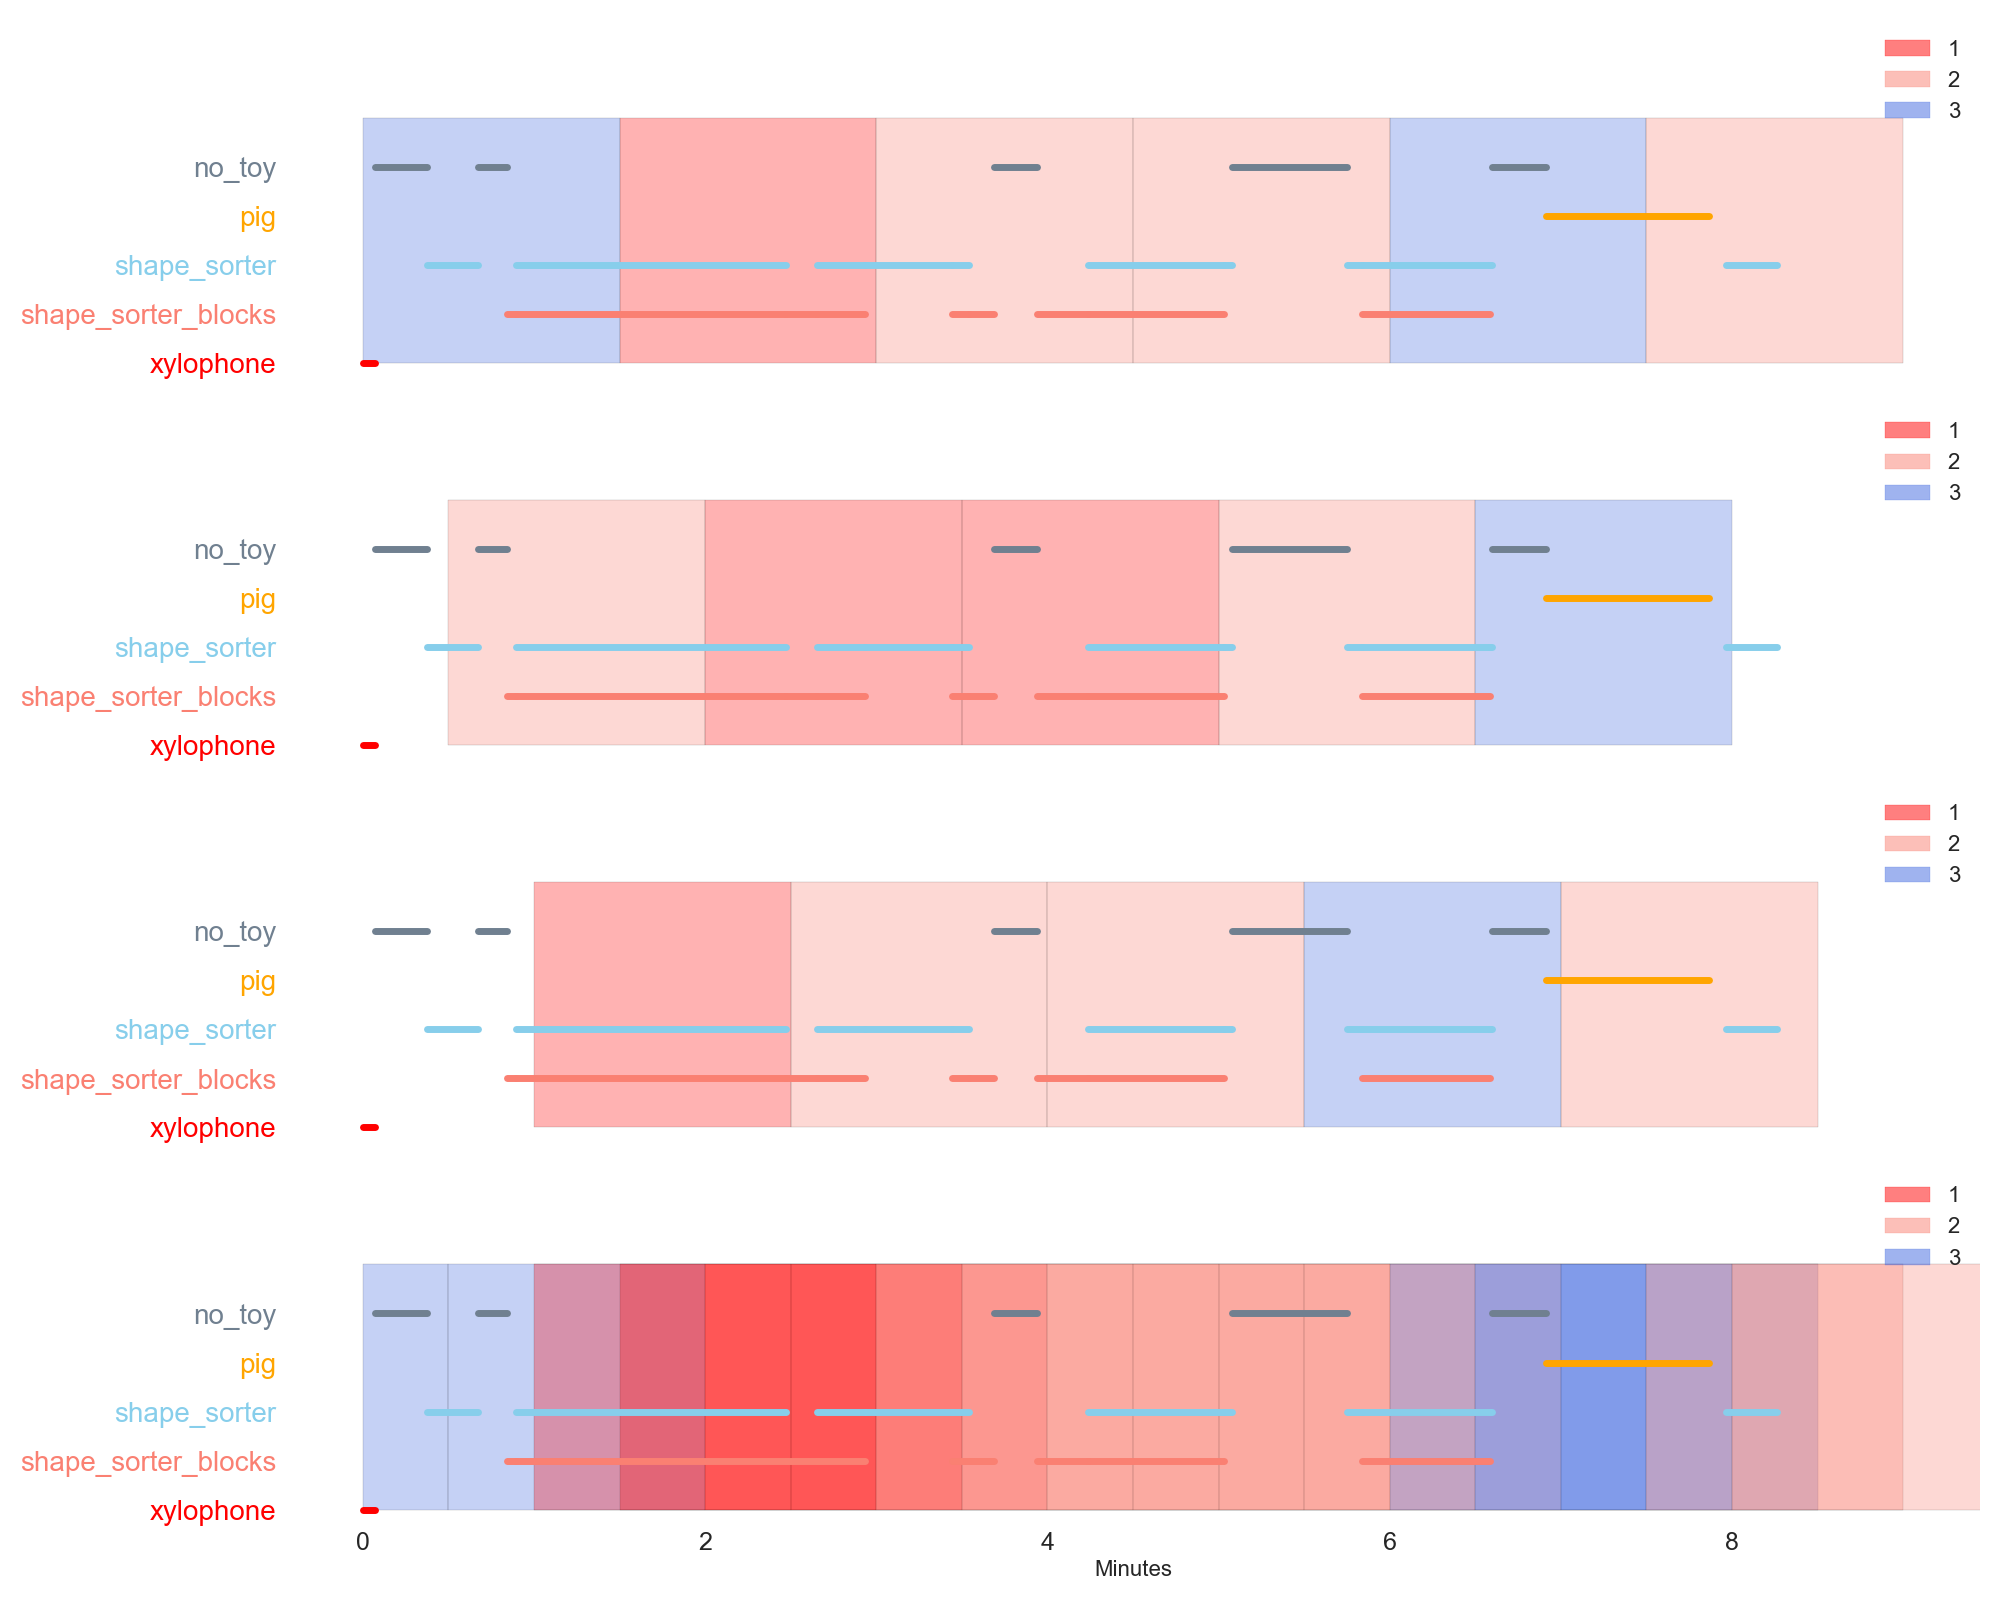 1
2
3
no_toy
pig
shape_sorter
shape_sorter_blocks
xylophone
1
2
3
no_toy
pig
shape_sorter
shape_sorter_blocks
xylophone
1
2
3
no_toy
pig
shape_sorter
shape_sorter_blocks
xylophone
1
2
3
no_toy
pig
shape_sorter
shape_sorter_blocks
xylophone
0 2 4 6 8
Minutes